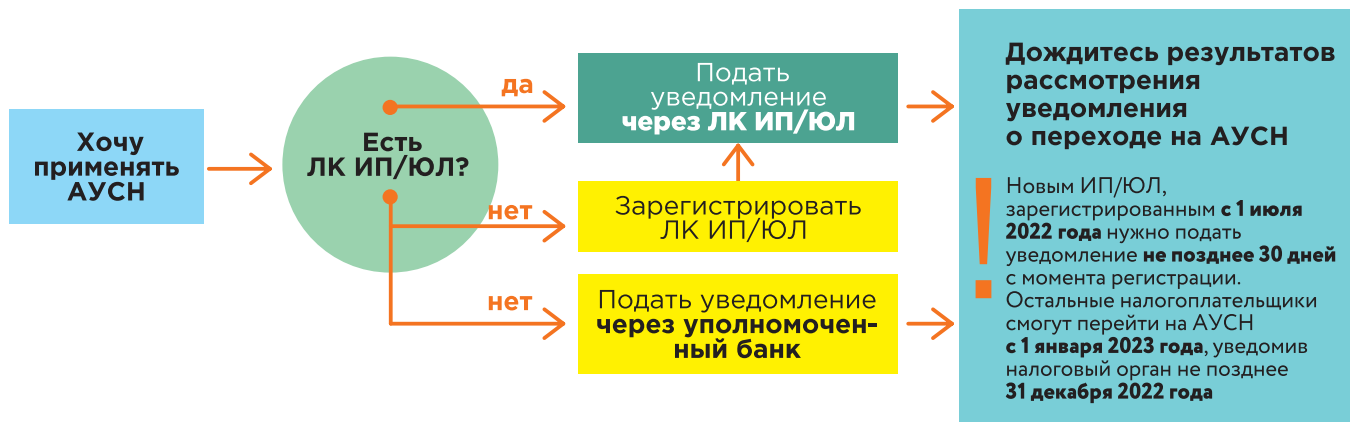 Хочу
применять
АУСН
Есть
ЛК ИП/ЮЛ?
да
нет
нет
Подать
уведомление
через ЛК ИП/ЮЛ
Зарегистрировать
ЛК ИП/ЮЛ
Подать уведомление
через уполномочен-
ный банк
Дождитесь результатов
рассмотрения
уведомления
о переходе на АУСН
!
Новым ИП/ЮЛ,
зарегистрированным с 1 июля
2022 года нужно подать
уведомление не позднее 30 дней
с момента регистрации.
Остальные налогоплательщики
смогут перейти на АУСН
с 1 января 2023 года, уведомив
налоговый орган не позднее
31 декабря 2022 года